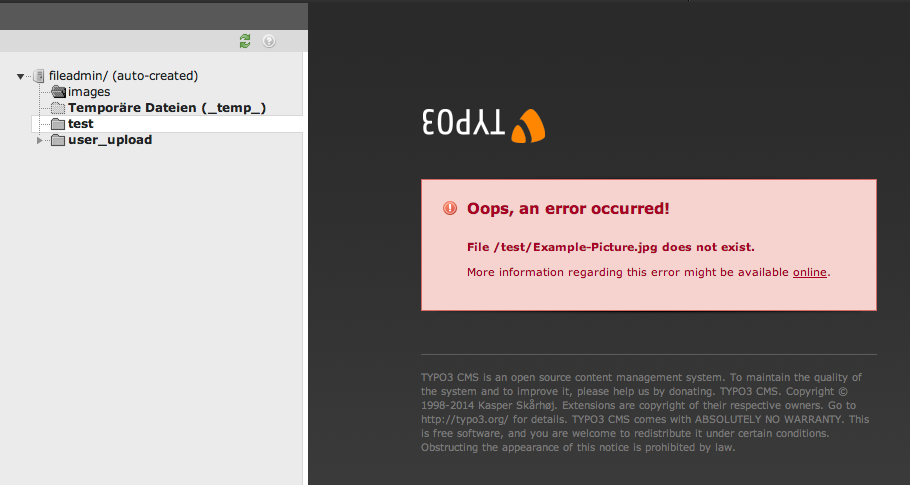 fileadmin/ (auto-created)
images
Temporäre Dateien (_temp_)
test
user_upload
TYPO3
Oops, an error occurred!
File /test/Example-Picture.jpg does not exist.
More information regarding this error might be available online.
TYPO3 CMS is an open source content management system. To maintain the quality of
the system and to improve it, please help us by donating. TYPO3 CMS. Copyright ©
1998-2014 Kasper Skårhøj. Extensions are copyright of their respective owners. Go to
http://typo3.org/ for details. TYPO3 CMS comes with ABSOLUTELY NO WARRANTY. This
is free software, and you are welcome to redistribute it under certain conditions.
Obstructing the appearance of this notice is prohibited by law.